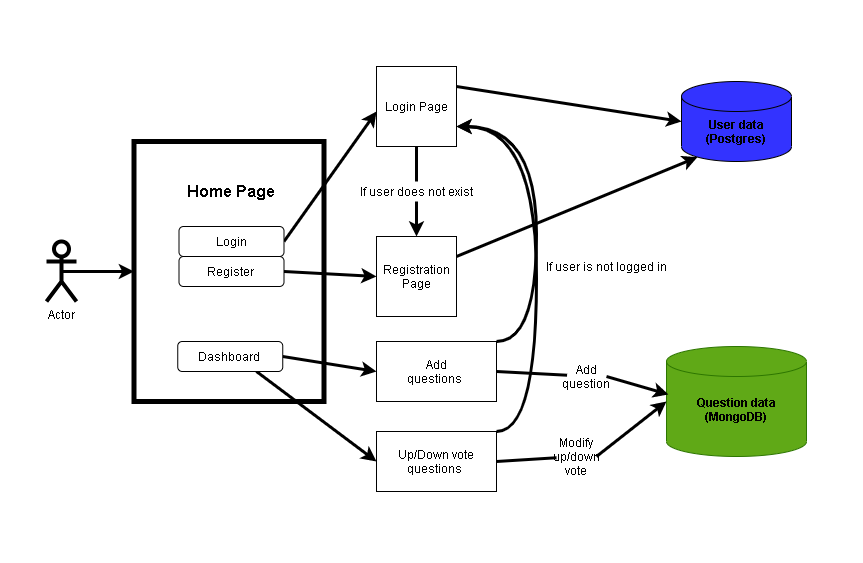 Login Page
User data
(Postgres)
Home Page
If user does not exist
Login
Register
Registration
Page
If user is not logged in
Actor
Dashboard
Add
questions
Add
question
Question data
(MongoDB)
Up/Down vote
questions
Modify
up/down
vote